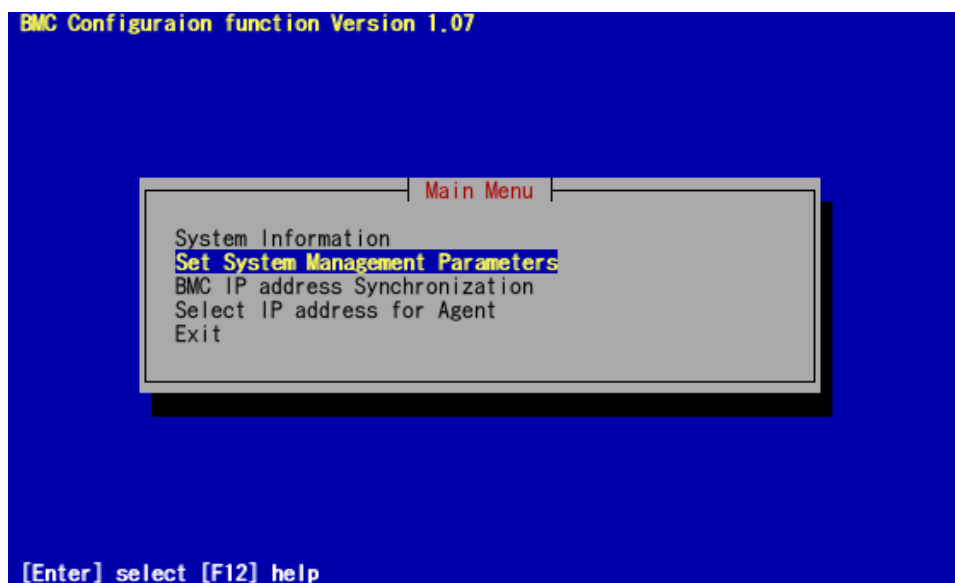 BMC Configuraion function Version 1.07
Main Menu
System Information
Set System Management Parameters
BMC IP address Synchronization
Select IP address for Agent
Exit
[Enter] select [F12] help